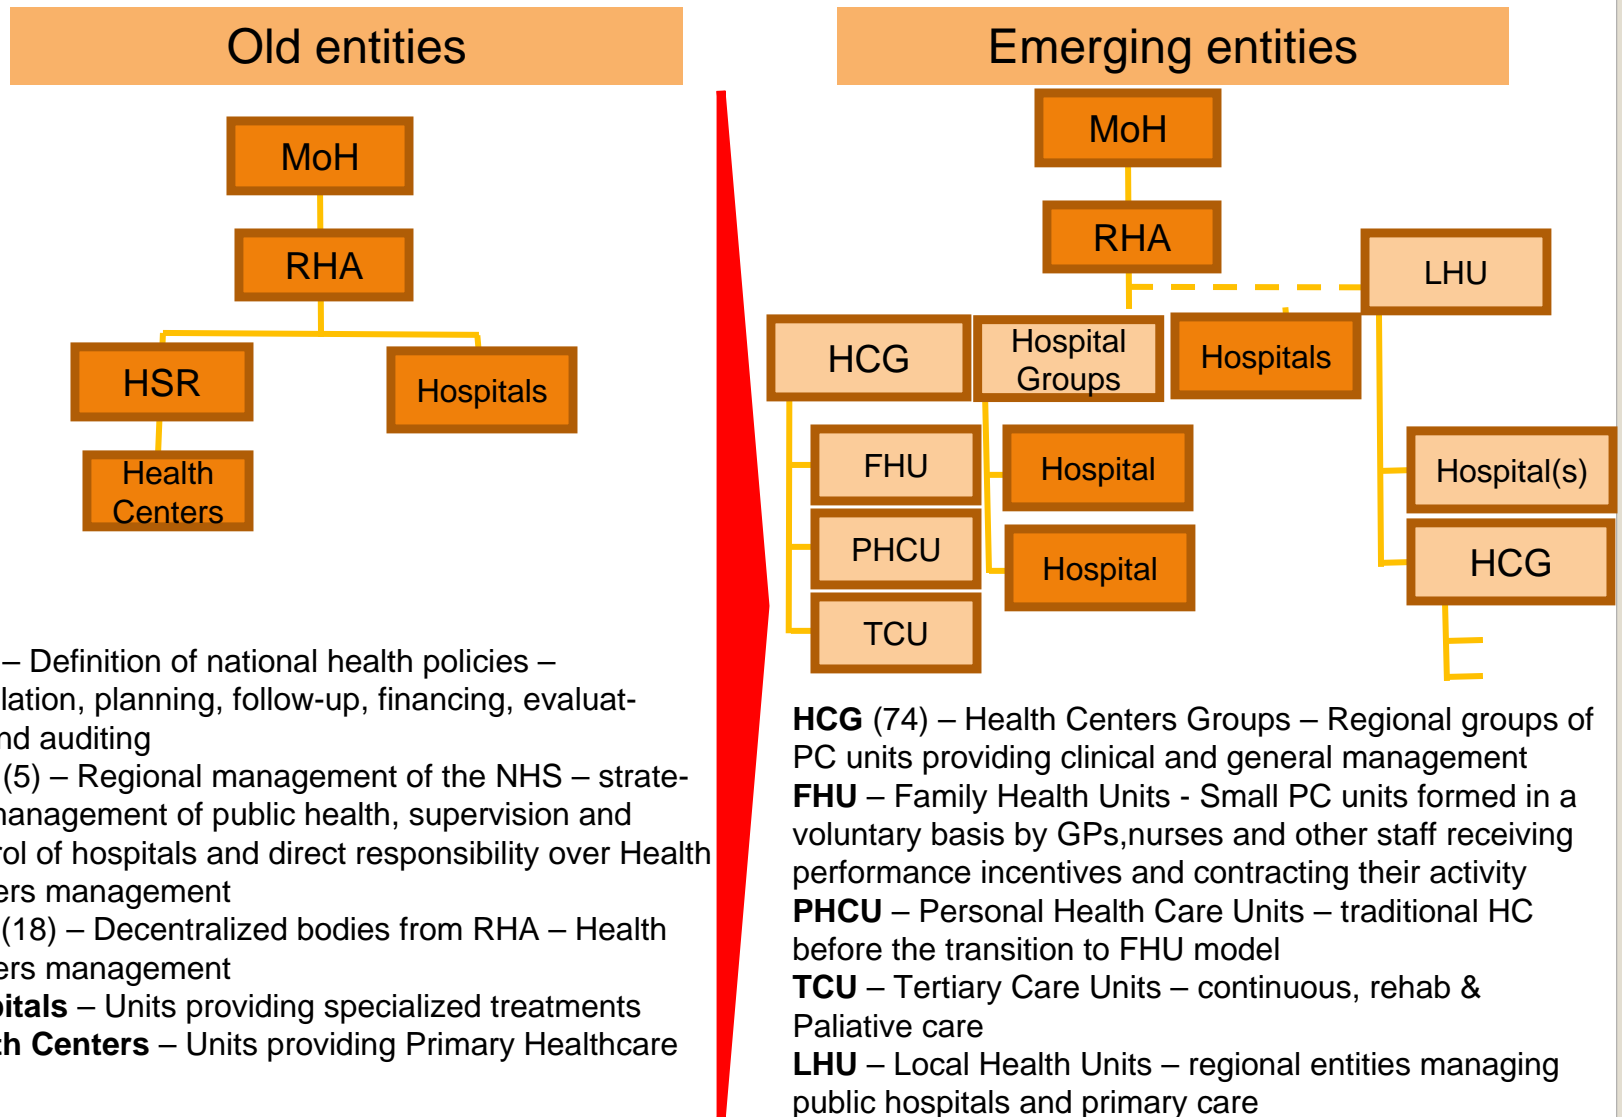 Old entities
MoH
RHA
HSR
Hospitals
Health
Centers
– Definition of national health policies –
lation, planning, follow-up, financing, evaluat-
nd auditing
(5) – Regional management of the NHS – strate-
management of public health, supervision and
rol of hospitals and direct responsibility over Health
ers management
(18) – Decentralized bodies from RHA – Health
ers management
pitals – Units providing specialized treatments
th Centers – Units providing Primary Healthcare
Emerging entities
MoH
RHA
LHU
HCG
Hospital
Groups
Hospitals
FHU
Hospital
Hospital(s)
PHCU
Hospital
HCG
TCU
HCG (74) – Health Centers Groups – Regional groups of
PC units providing clinical and general management
FHU – Family Health Units - Small PC units formed in a
voluntary basis by GPs,nurses and other staff receiving
performance incentives and contracting their activity
PHCU – Personal Health Care Units – traditional HC
before the transition to FHU model
TCU – Tertiary Care Units – continuous, rehab &
Paliative care
LHU – Local Health Units – regional entities managing
public hospitals and primary care